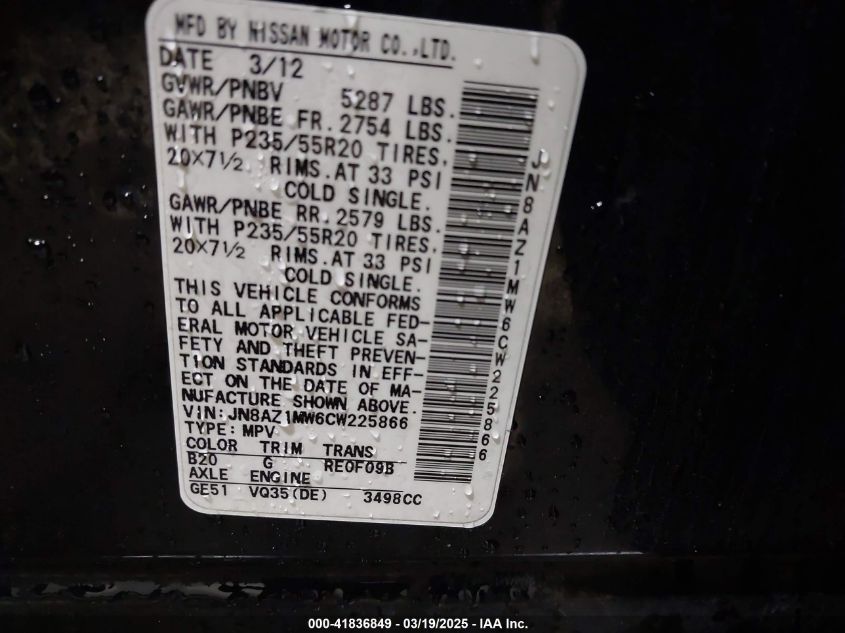 MFD BY NISSAN MOTOR CO.,LTD.
DATE 3/12
GVWR/PNBV 5287 LBS.
GAWR/PNBE FR. 2754 LBS.
WITH P235/55R20 TIRES,
20X7½ RIMS.AT 33 PSI
COLD SINGLE.
GAWR/PNBE RR. 2579 LBS.
WITH P235/55R20 TIRES,
20X7½ RIMS.AT 33 PSI
COLD SINGLE.
THIS VEHICLE CONFORMS
TO ALL APPLICABLE FED-
ERAL MOTOR VEHICLE SA-
FETY AND THEFT PREVEN-
TION STANDARDS IN EFF-
ECT ON THE DATE OF MA-
NUFACTURE SHOWN ABOVE.
VIN:JN8AZ1MW6CW225866
TYPE:MPV
COLOR TRIM TRANS
B20 G RE0F09B
AXLE ENGINE
GE51 VQ35(DE) 3498CC
JN8AZ1MW6CW225866
000-41836849 — 03/19/2025 — IAA Inc.